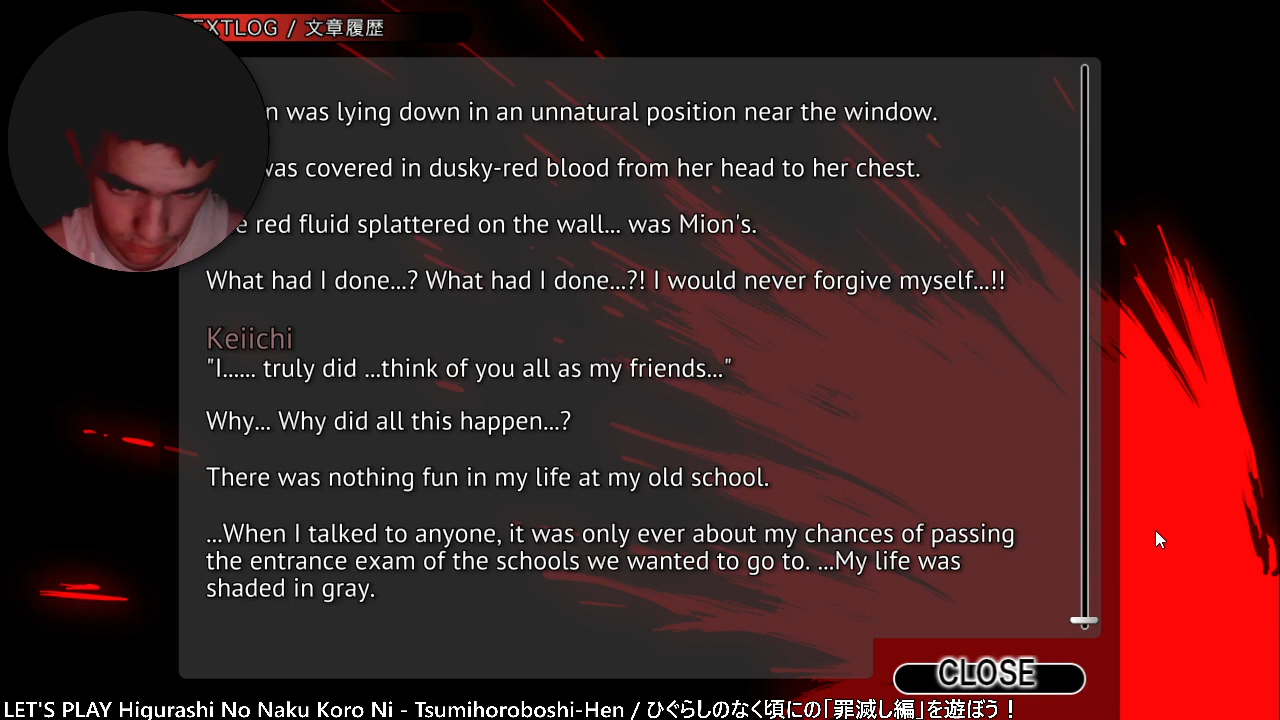 EXTLOG / 文章履歴
n was lying down in an unnatural position near the window.
was covered in dusky-red blood from her head to her chest.
e red fluid splattered on the wall... was Mion's.
What had I done...? What had I done...?! I would never forgive myself...!!
Keiichi
"I...... truly did ...think of you all as my friends..."
Why... Why did all this happen...?
There was nothing fun in my life at my old school.
...When I talked to anyone, it was only ever about my chances of passing
the entrance exam of the schools we wanted to go to. ...My life was
shaded in gray.
CLOSE
LET'S PLAY Higurashi No Naku Koro Ni - Tsumihoroboshi-Hen / ひぐらしのなく頃にの「罪滅し編」を遊ぼう！